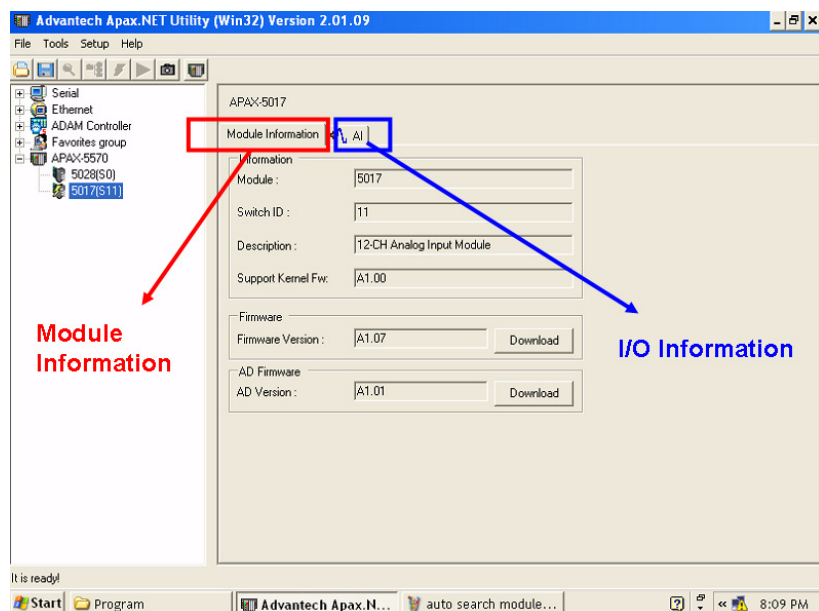 Advantech Apax.NET Utility (Win32) Version 2.01.09
File Tools Setup Help
Serial
Ethernet
ADAM Controller
Favorites group
APAX-5570
5028(S0)
5017(S11)
APAX-5017
Module Information
AI
Information
Module :
5017
Switch ID :
11
Description :
12-CH Analog Input Module
Support Kernel Fw:
A1.00
Firmware
Firmware Version :
A1.07
Download
AD Firmware
AD Version :
A1.01
Download
Module
Information
I/O Information
It is ready!
Start
Program
Advantech Apax.N...
auto search module...
8:09 PM